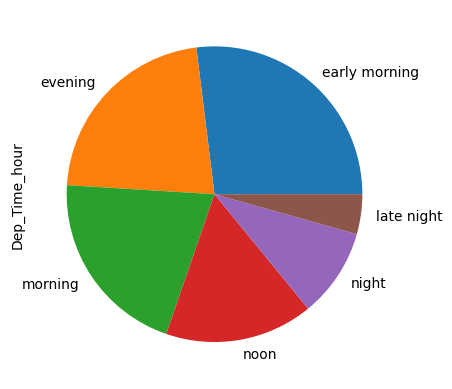 early morning
evening
Dep_Time_hour
late night
morning
night
noon